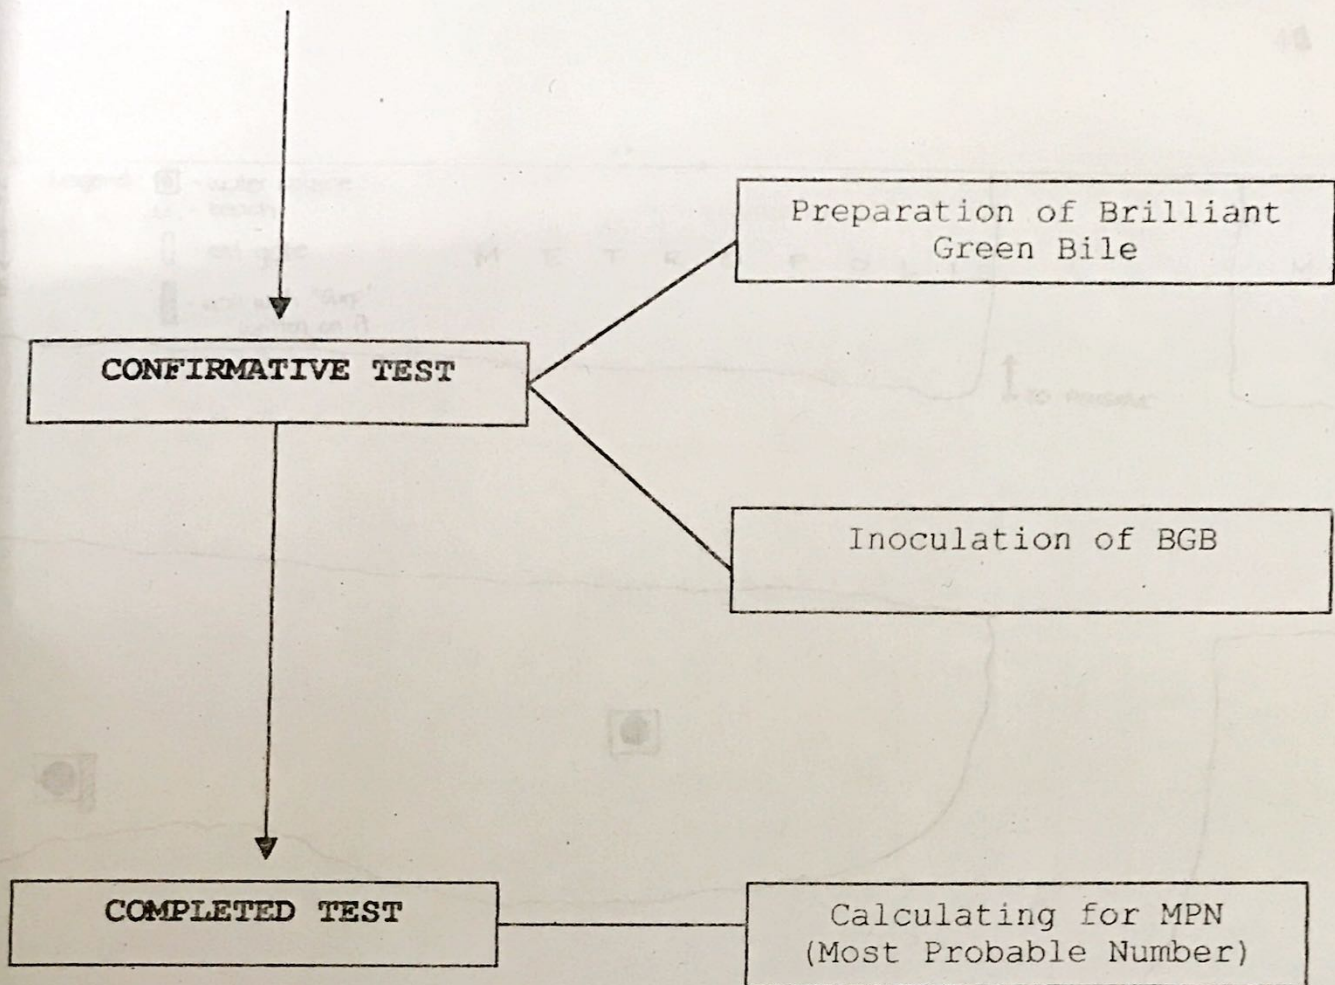 Preparation of Brilliant
Green Bile
CONFIRMATIVE TEST
Inoculation of BGB
COMPLETED TEST
Calculating for MPN
(Most Probable Number)